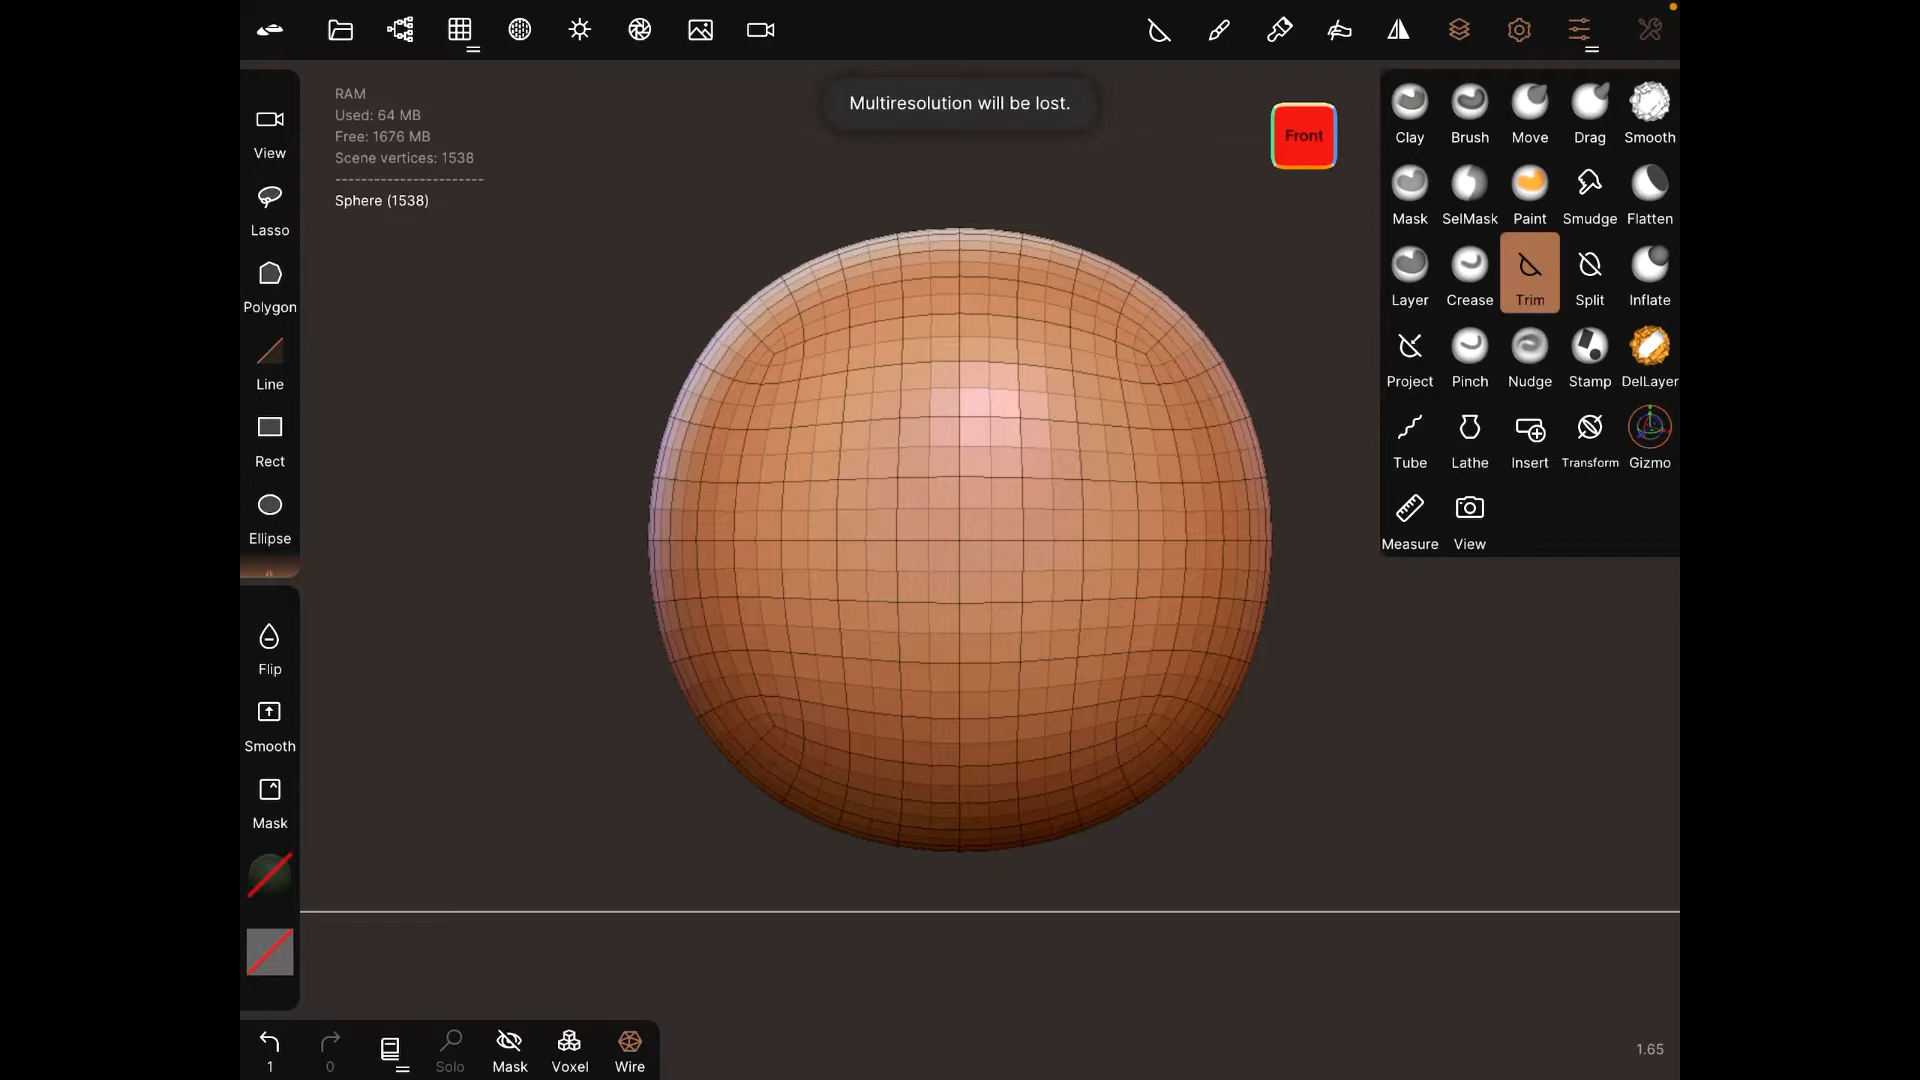 RAM
Used: 64 MB
Free: 1676 MB
Scene vertices: 1538
-----------------------
Sphere (1538)
Multiresolution will be lost.
Front
View
Lasso
Polygon
Line
Rect
Ellipse
Flip
Smooth
Mask
Clay Brush Move Drag Smooth
Mask SelMask Paint Smudge Flatten
Layer Crease Trim Split Inflate
Project Pinch Nudge Stamp DelLayer
Tube Lathe Insert Transform Gizmo
Measure View
1 0 Solo Mask Voxel Wire
1.65